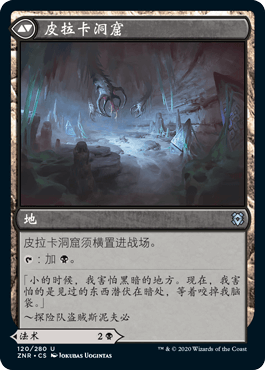 皮拉卡洞窟
地
皮拉卡洞窟须横置进战场。
：加。
「小的时候，我害怕黑暗的地方。现在，我害
怕的是见过的东西潜伏在暗处，等着咬掉我脑
袋。」
～探险队盗贼斯泥夫必
法术 2
120/280 U
ZNR • CS JOKUBAS UOGINTAS
™ & © 2020 Wizards of the Coast